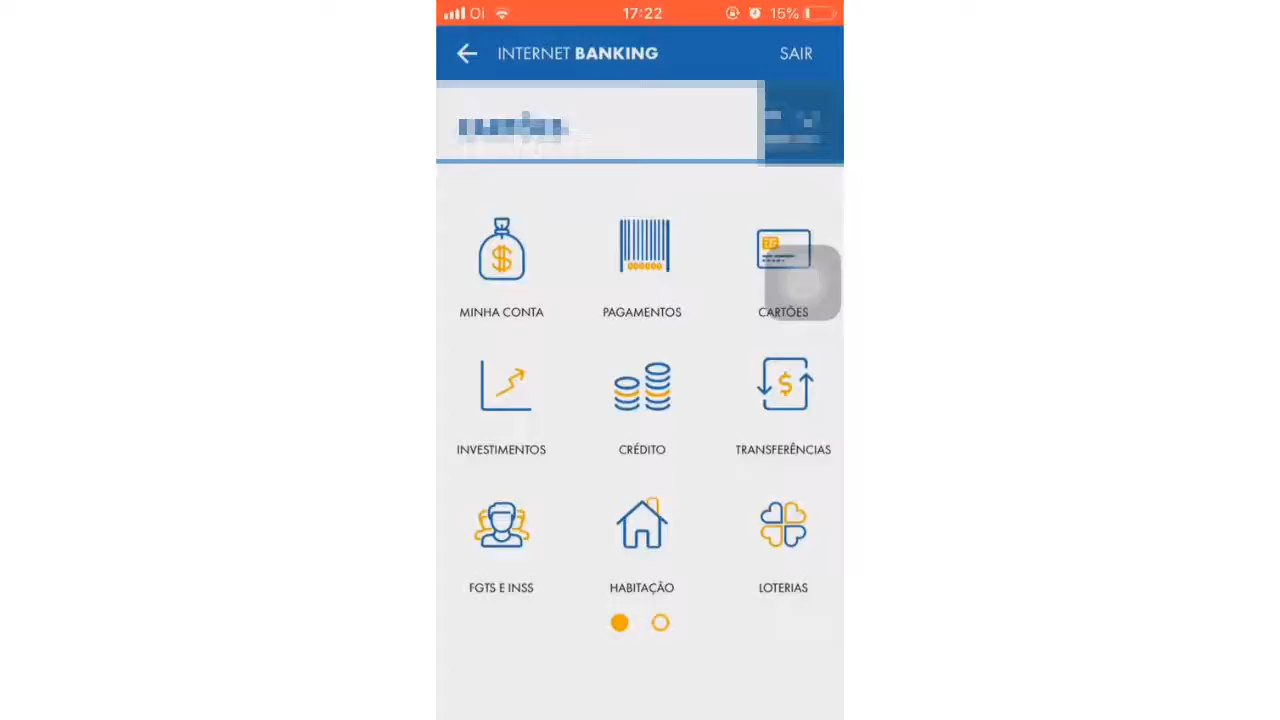 Oi 17:22 15%
INTERNET BANKING SAIR
MINHA CONTA PAGAMENTOS CARTÕES
INVESTIMENTOS CRÉDITO TRANSFERÊNCIAS
FGTS E INSS HABITAÇÃO LOTERIAS